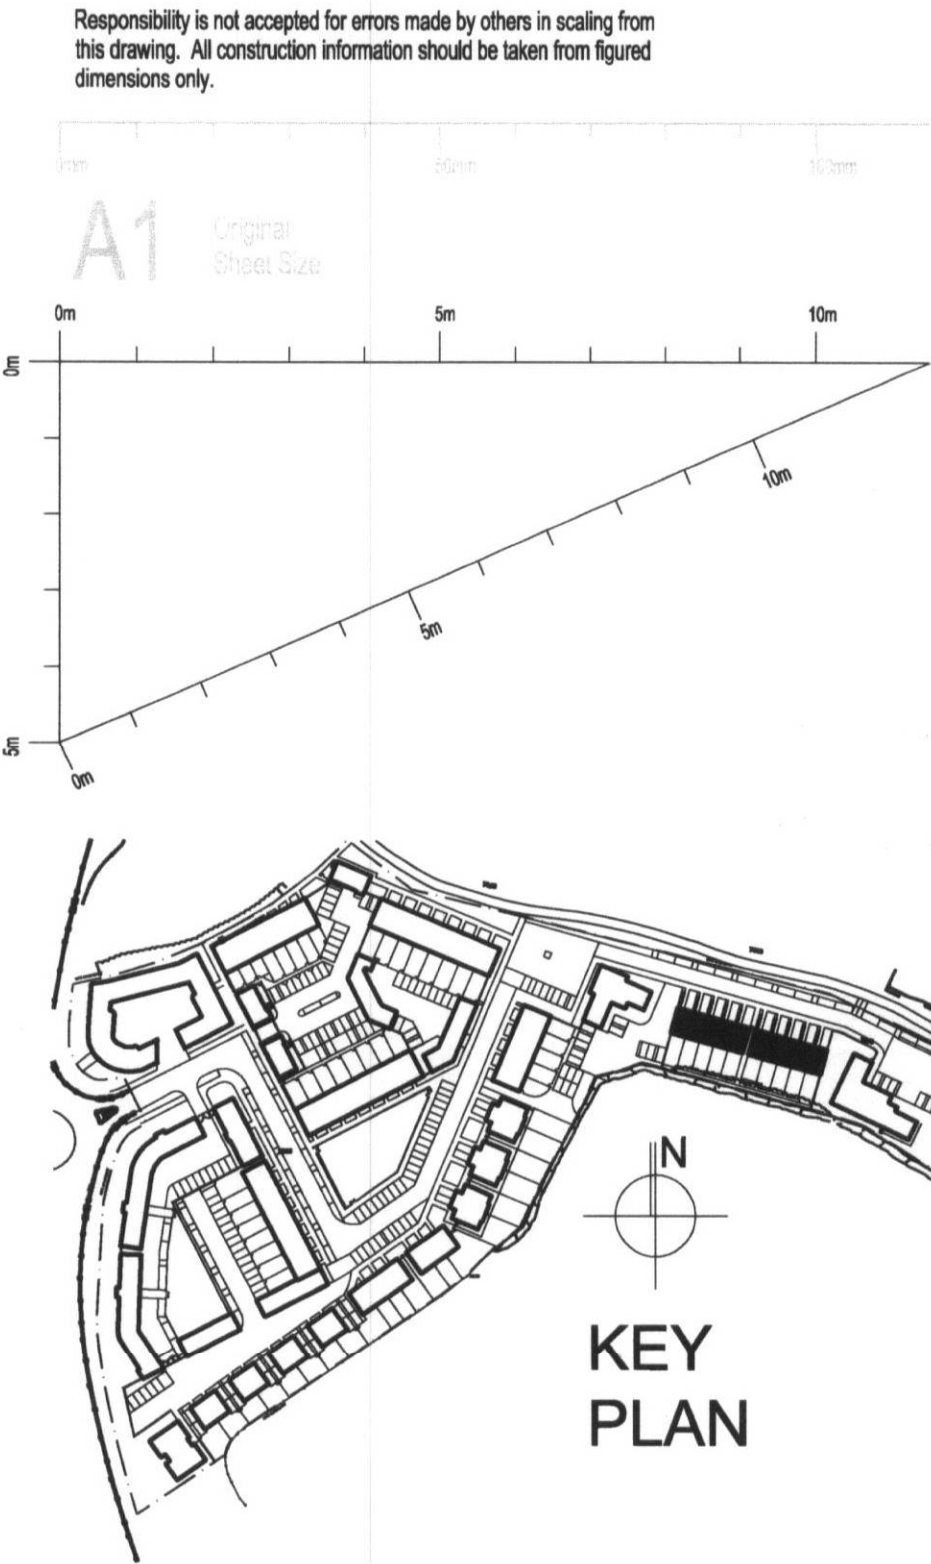 Responsibility is not accepted for errors made by others in scaling from
this drawing. All construction information should be taken from figured
dimensions only.
0mm 50mm 100mm
A1 Original
Sheet Size
0m 5m 10m
0m
10m
5m
5m
0m
N
KEY
PLAN